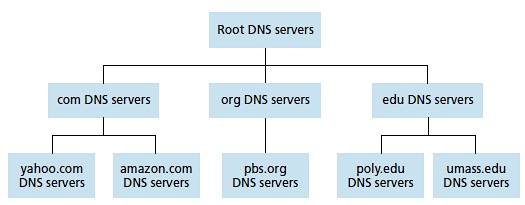 Root DNS servers
com DNS servers
org DNS servers
edu DNS servers
yahoo.com
DNS servers
amazon.com
DNS servers
pbs.org
DNS servers
poly.edu
DNS servers
umass.edu
DNS servers